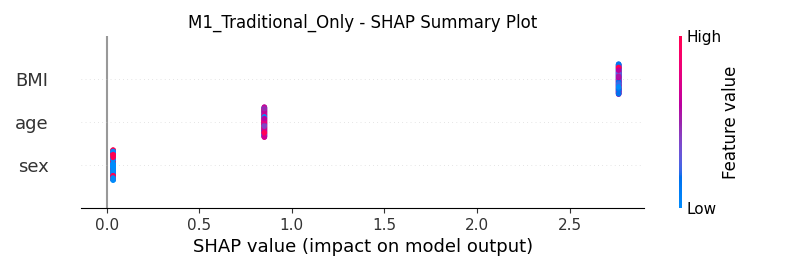 M1_Traditional_Only - SHAP Summary Plot
High
BMI
age
sex
Feature value
Low
0.0 0.5 1.0 1.5 2.0 2.5
SHAP value (impact on model output)